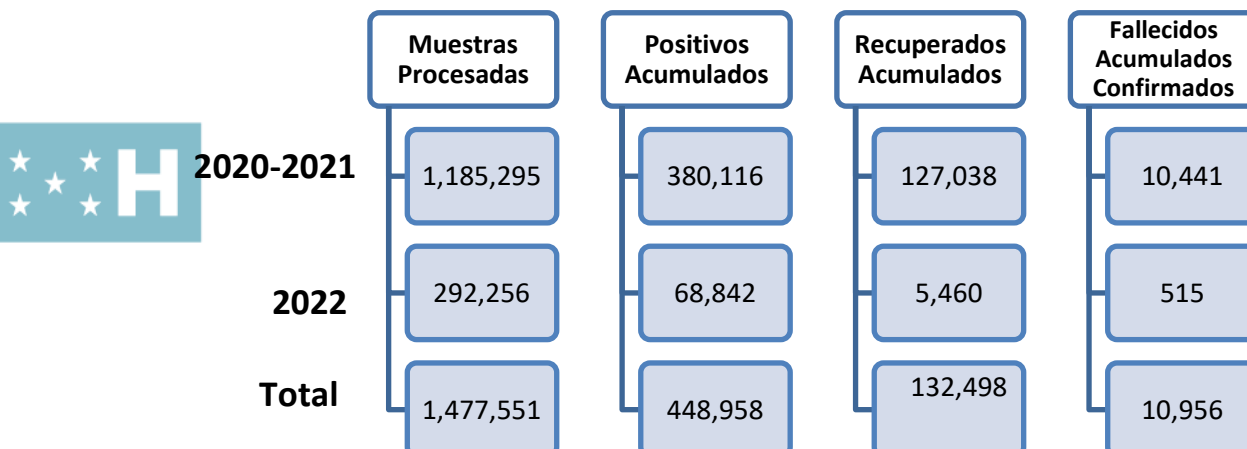 Muestras
Procesadas
Positivos
Acumulados
Recuperados
Acumulados
Fallecidos
Acumulados
Confirmados
H
2020-2021
1,185,295
380,116
127,038
10,441
2022
292,256
68,842
5,460
515
Total
1,477,551
448,958
132,498
10,956